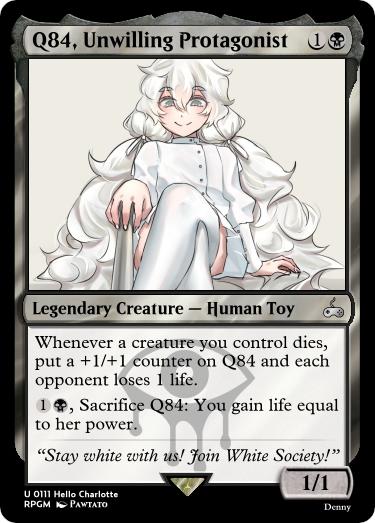 Q84, Unwilling Protagonist 1
Legendary Creature — Human Toy
Whenever a creature you control dies,
put a +1/+1 counter on Q84 and each
opponent loses 1 life.
1 , Sacrifice Q84: You gain life equal
to her power.
“Stay white with us! Join White Society!”
1/1
U 0111 Hello Charlotte
RPGM Pawtato
Denny